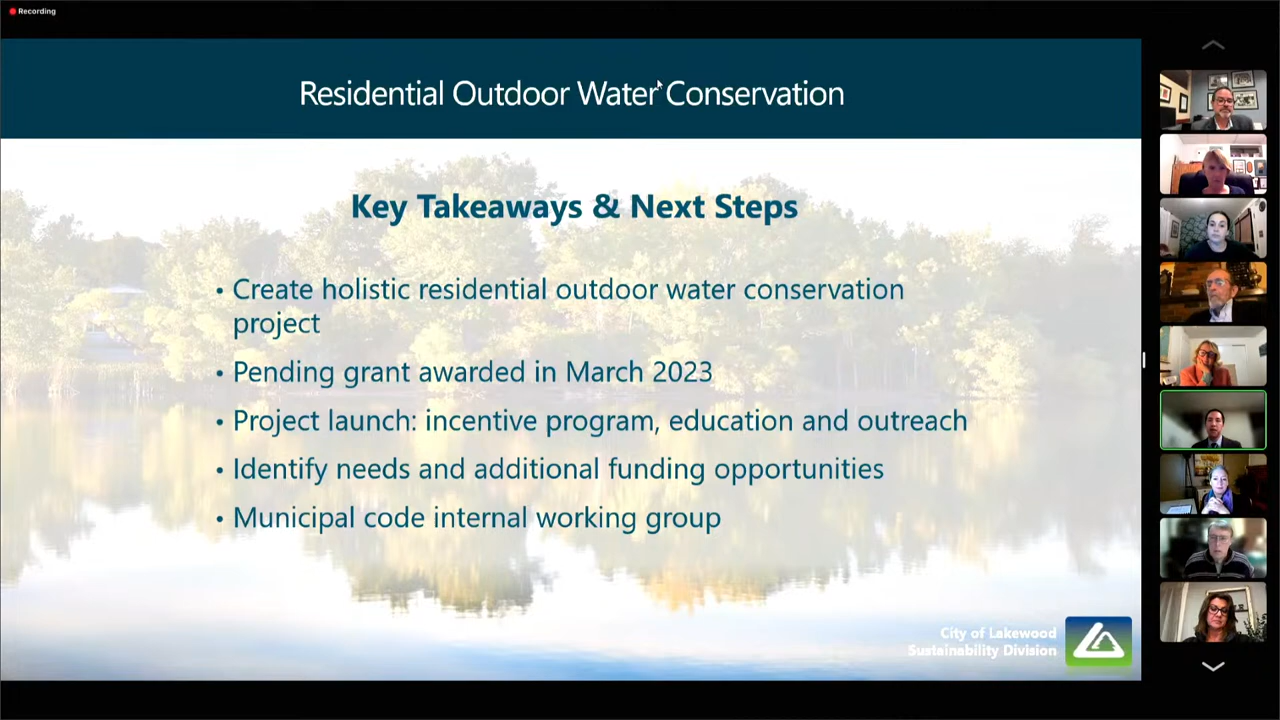 Recording
Residential Outdoor Water Conservation
Key Takeaways & Next Steps
• Create holistic residential outdoor water conservation
project
• Pending grant awarded in March 2023
• Project launch: incentive program, education and outreach
• Identify needs and additional funding opportunities
• Municipal code internal working group
City of Lakewood
Sustainability Division